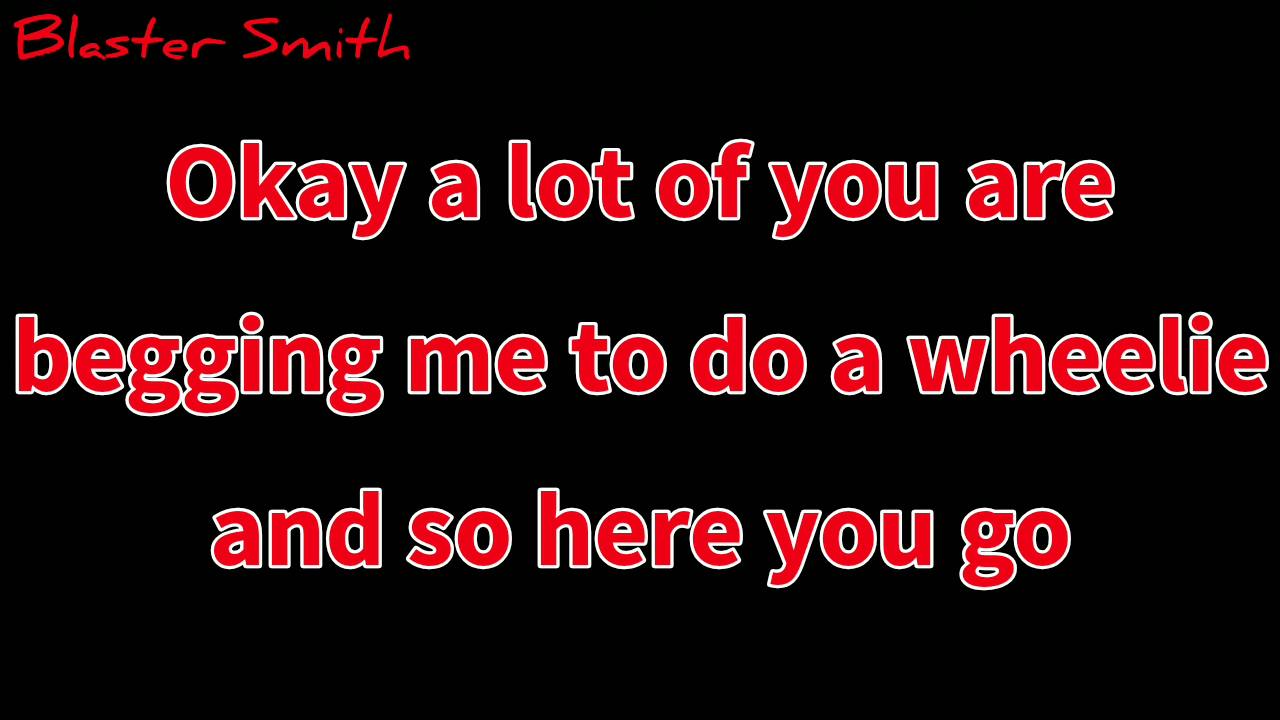 Blaster Smith
Okay a lot of you are
begging me to do a wheelie
and so here you go